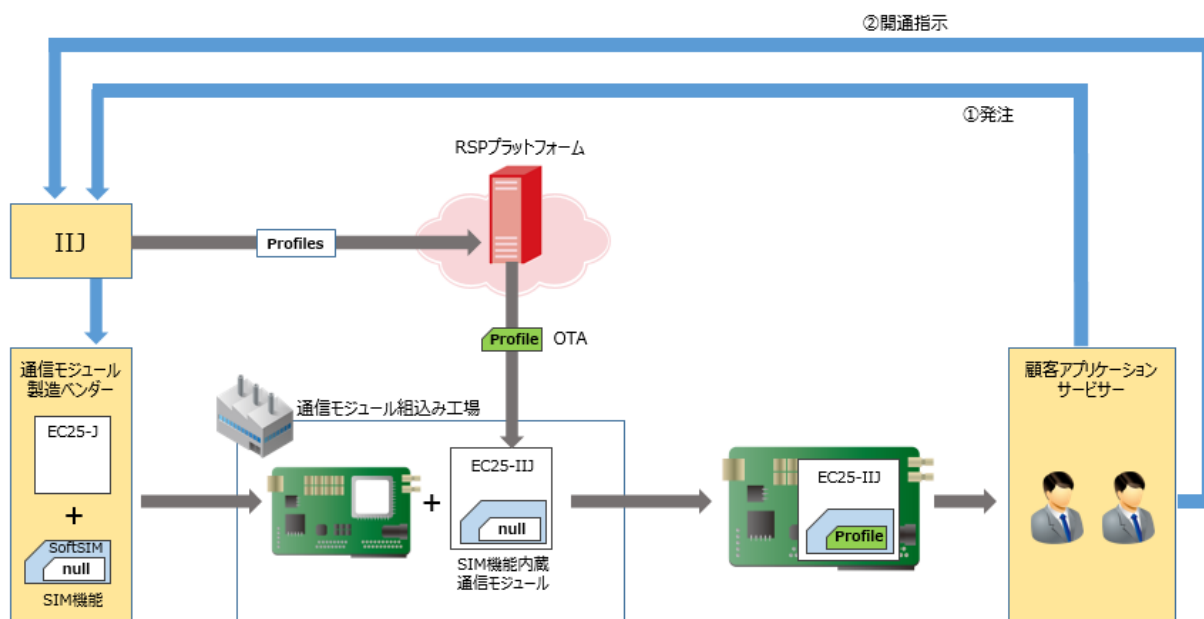 ②開通指示
①発注
RSPプラットフォーム
IIJ
Profiles
Profile
OTA
通信モジュール
製造ベンダー
EC25-J
+
SoftSIM
null
SIM機能
通信モジュール組込み工場
+
EC25-IIJ
null
SIM機能内蔵
通信モジュール
EC25-IIJ
Profile
顧客アプリケーション
サービサー